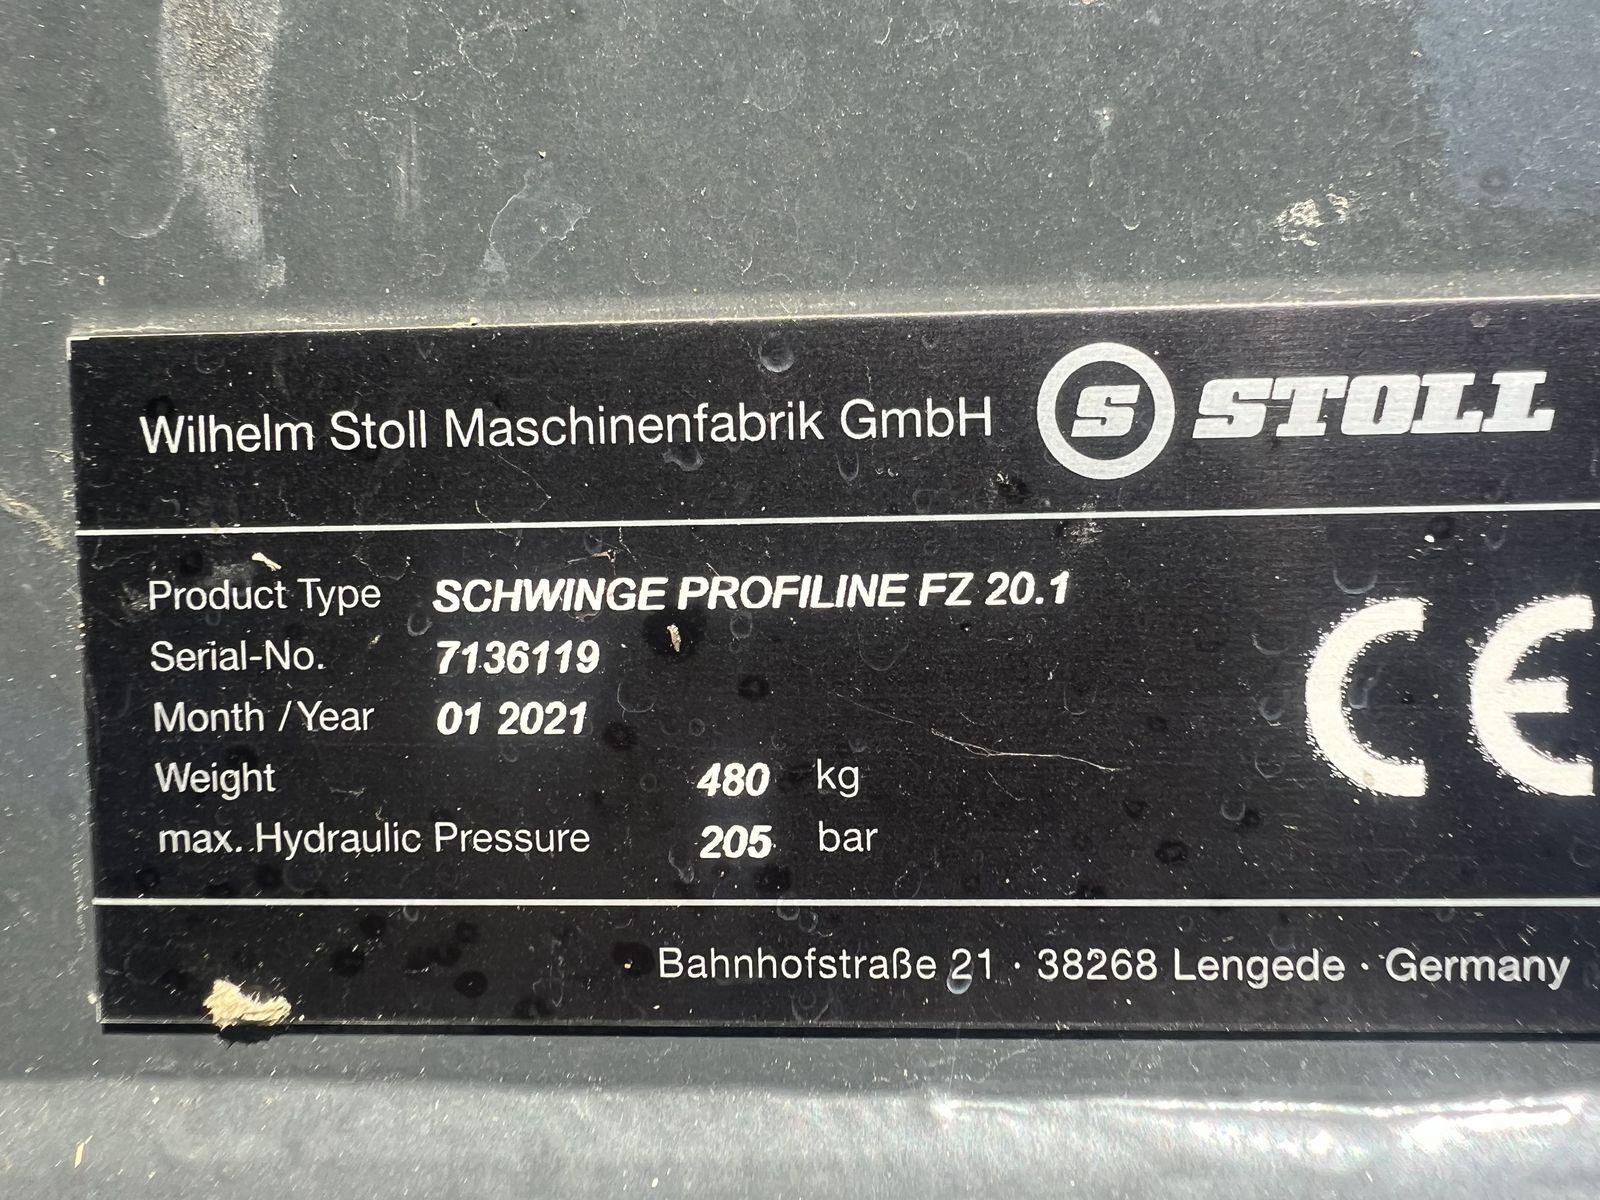 Wilhelm Stoll Maschinenfabrik GmbH S STOLL
Product Type SCHWINGE PROFILINE FZ 20.1
Serial-No. 7136119
Month / Year 01 2021
Weight 480 kg
max. Hydraulic Pressure 205 bar
CE
Bahnhofstraße 21 · 38268 Lengede · Germany